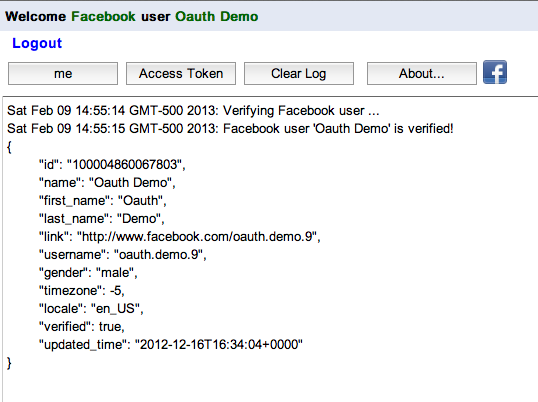 Welcome Facebook user Oauth Demo
Logout
me Access Token Clear Log About... f
Sat Feb 09 14:55:14 GMT-500 2013: Verifying Facebook user ...
Sat Feb 09 14:55:15 GMT-500 2013: Facebook user 'Oauth Demo' is verified!
{
"id": "100004860067803",
"name": "Oauth Demo",
"first_name": "Oauth",
"last_name": "Demo",
"link": "http://www.facebook.com/oauth.demo.9",
"username": "oauth.demo.9",
"gender": "male",
"timezone": -5,
"locale": "en_US",
"verified": true,
"updated_time": "2012-12-16T16:34:04+0000"
}